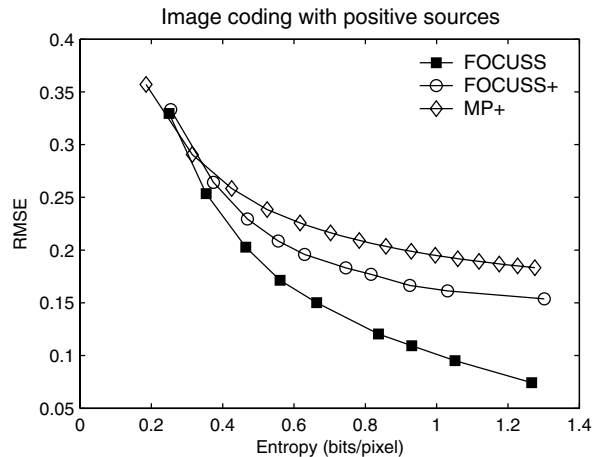 Image coding with positive sources
0.4
0.35
0.3
0.25
0.2
0.15
0.1
0.05
RMSE
FOCUSS
FOCUSS+
MP+
0 0.2 0.4 0.6 0.8 1 1.2 1.4
Entropy (bits/pixel)